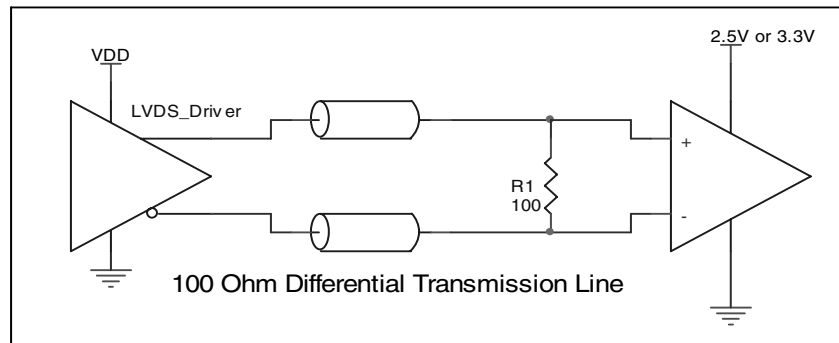 VDD
2.5V or 3.3V
LVDS_Driver
+
R1
100
-
100 Ohm Differential Transmission Line